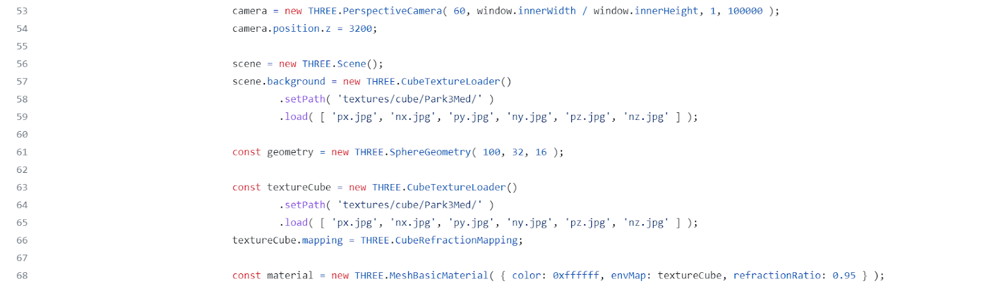 53 camera = new THREE.PerspectiveCamera( 60, window.innerWidth / window.innerHeight, 1, 100000 );
54 camera.position.z = 3200;
55
56 scene = new THREE.Scene();
57 scene.background = new THREE.CubeTextureLoader()
58 .setPath( 'textures/cube/Park3Med/' )
59 .load( [ 'px.jpg', 'nx.jpg', 'py.jpg', 'ny.jpg', 'pz.jpg', 'nz.jpg' ] );
60
61 const geometry = new THREE.SphereGeometry( 100, 32, 16 );
62
63 const textureCube = new THREE.CubeTextureLoader()
64 .setPath( 'textures/cube/Park3Med/' )
65 .load( [ 'px.jpg', 'nx.jpg', 'py.jpg', 'ny.jpg', 'pz.jpg', 'nz.jpg' ] );
66 textureCube.mapping = THREE.CubeRefractionMapping;
67
68 const material = new THREE.MeshBasicMaterial( { color: 0xffffff, envMap: textureCube, refractionRatio: 0.95 } );